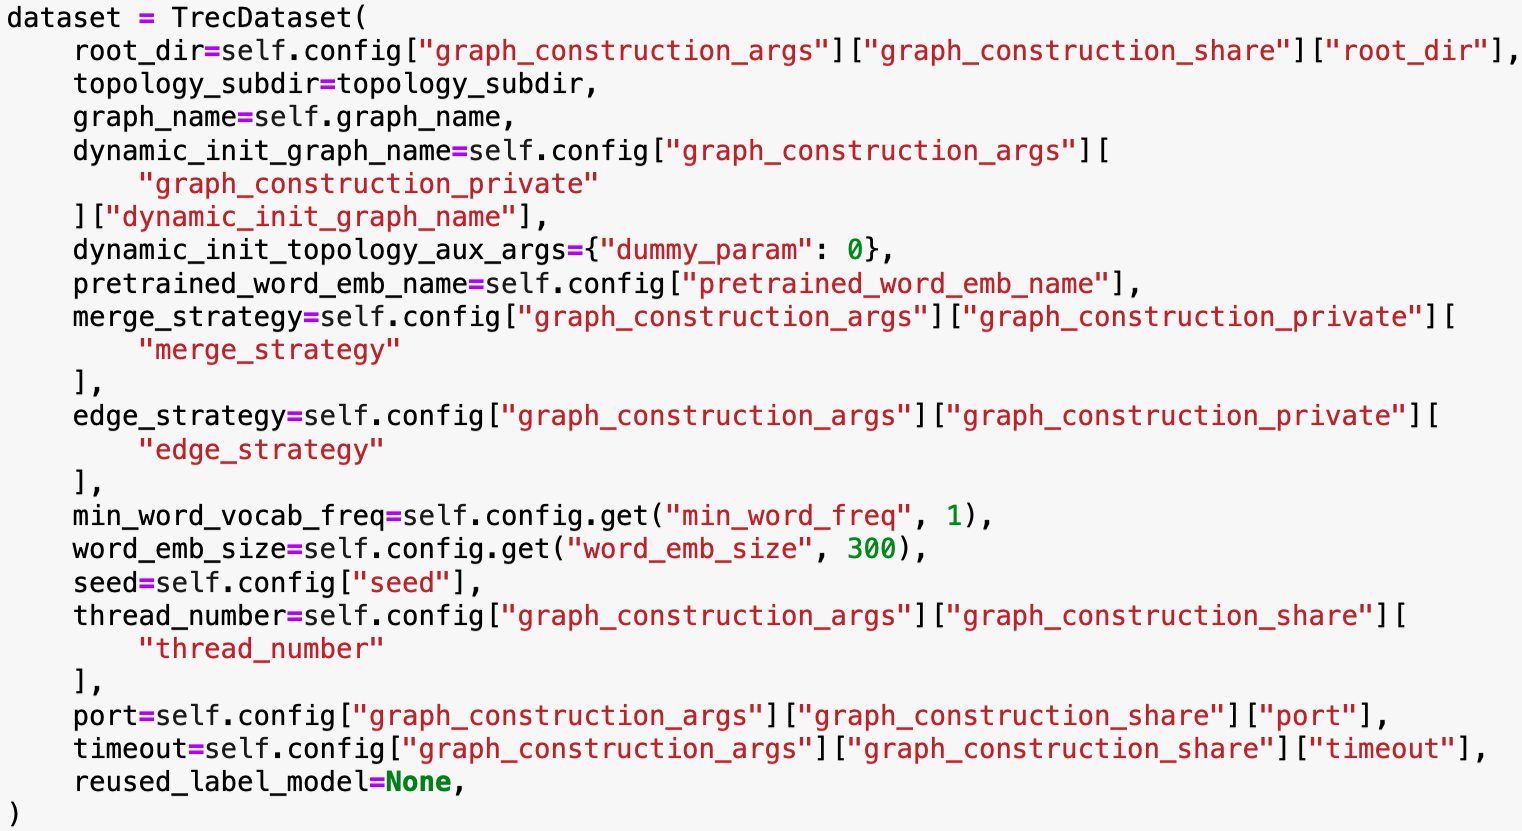 dataset = TrecDataset(
    root_dir=self.config["graph_construction_args"]["graph_construction_share"]["root_dir"],
    topology_subdir=topology_subdir,
    graph_name=self.graph_name,
    dynamic_init_graph_name=self.config["graph_construction_args"][
        "graph_construction_private"
    ]["dynamic_init_graph_name"],
    dynamic_init_topology_aux_args={"dummy_param": 0},
    pretrained_word_emb_name=self.config["pretrained_word_emb_name"],
    merge_strategy=self.config["graph_construction_args"]["graph_construction_private"][
        "merge_strategy"
    ],
    edge_strategy=self.config["graph_construction_args"]["graph_construction_private"][
        "edge_strategy"
    ],
    min_word_vocab_freq=self.config.get("min_word_freq", 1),
    word_emb_size=self.config.get("word_emb_size", 300),
    seed=self.config["seed"],
    thread_number=self.config["graph_construction_args"]["graph_construction_share"][
        "thread_number"
    ],
    port=self.config["graph_construction_args"]["graph_construction_share"]["port"],
    timeout=self.config["graph_construction_args"]["graph_construction_share"]["timeout"],
    reused_label_model=None,
)